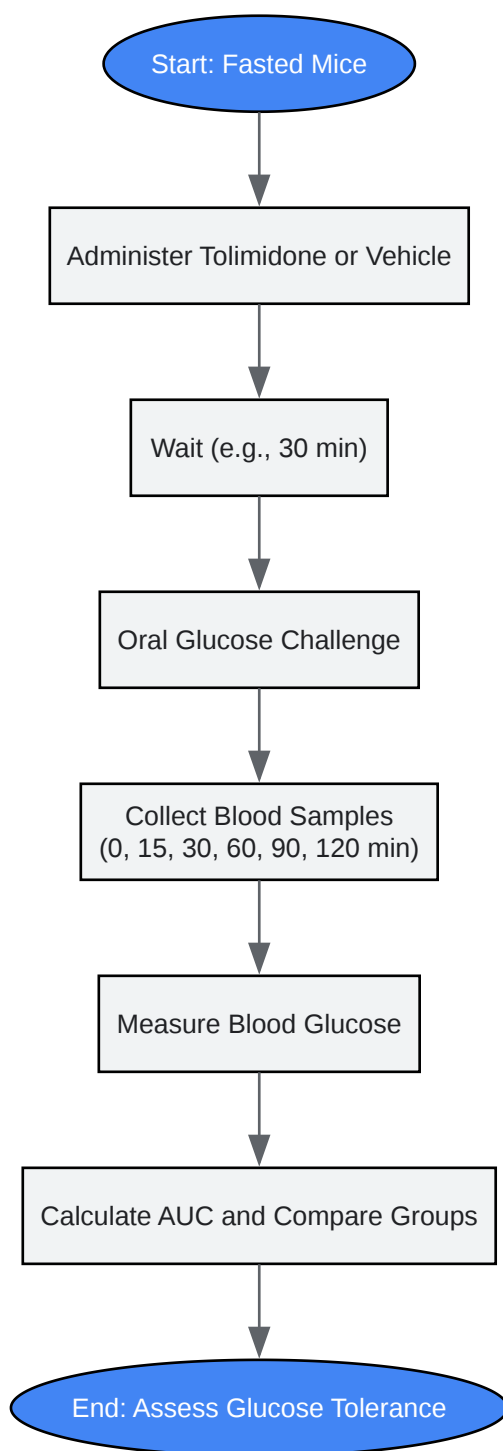 Start: Fasted Mice
Administer Tolimidone or Vehicle
Wait (e.g., 30 min)
Oral Glucose Challenge
Collect Blood Samples
(0, 15, 30, 60, 90, 120 min)
Measure Blood Glucose
Calculate AUC and Compare Groups
End: Assess Glucose Tolerance